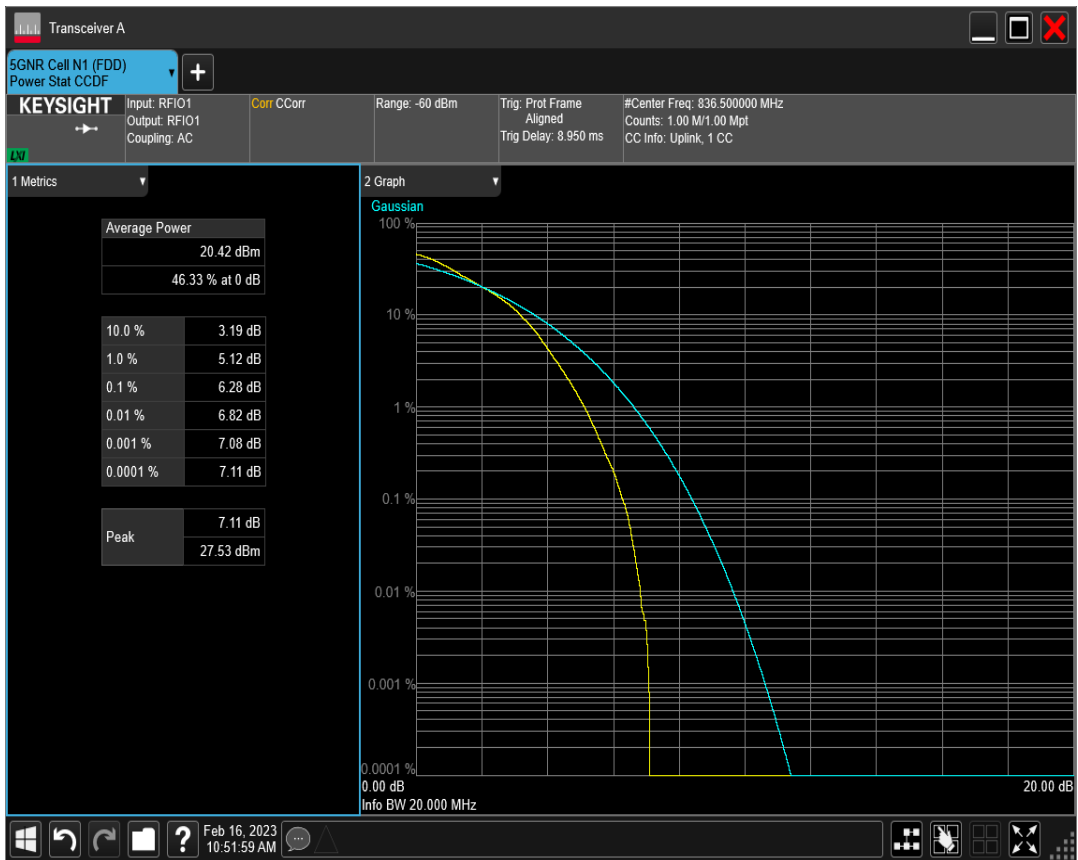 Transceiver A
5GNR Cell N1 (FDD)
Power Stat CCDF
+
KEYSIGHT
LXI
Input: RFIO1
Output: RFIO1
Coupling: AC
Corr CCorr
Range: -60 dBm
Trig: Prot Frame
Aligned
Trig Delay: 8.950 ms
#Center Freq: 836.500000 MHz
Counts: 1.00 M/1.00 Mpt
CC Info: Uplink, 1 CC
1 Metrics
Average Power
20.42 dBm
46.33 % at 0 dB
10.0 % 3.19 dB
1.0 % 5.12 dB
0.1 % 6.28 dB
0.01 % 6.82 dB
0.001 % 7.08 dB
0.0001 % 7.11 dB
Peak
7.11 dB
27.53 dBm
2 Graph
Gaussian
100 %
10 %
1 %
0.1 %
0.01 %
0.001 %
0.0001 %
0.00 dB 20.00 dB
Info BW 20.000 MHz
?
Feb 16, 2023
10:51:59 AM